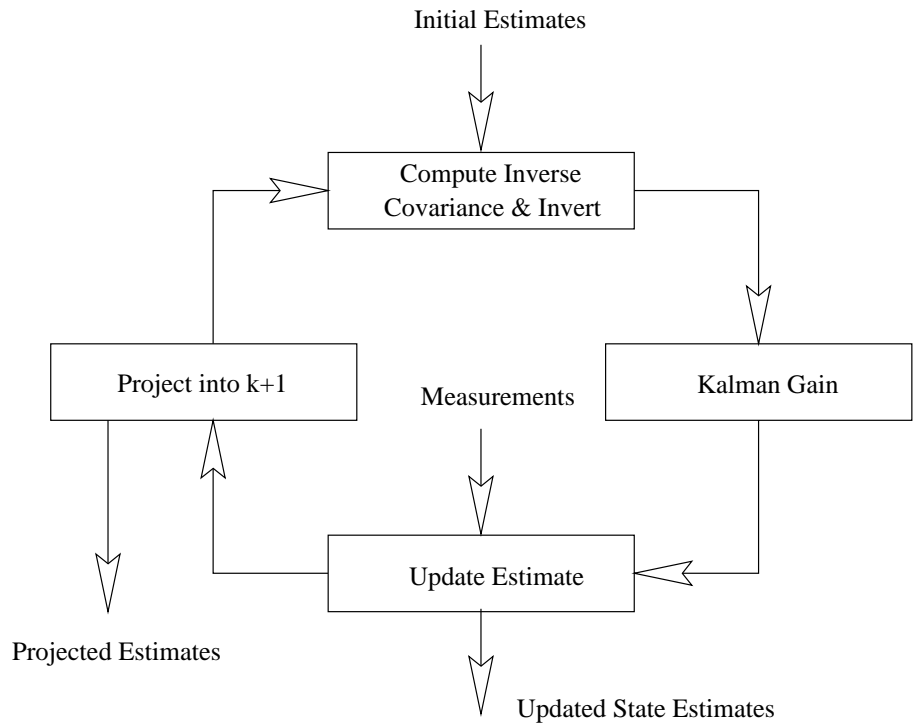 Initial Estimates
Compute Inverse
Covariance & Invert
Project into k+1
Kalman Gain
Measurements
Update Estimate
Projected Estimates
Updated State Estimates